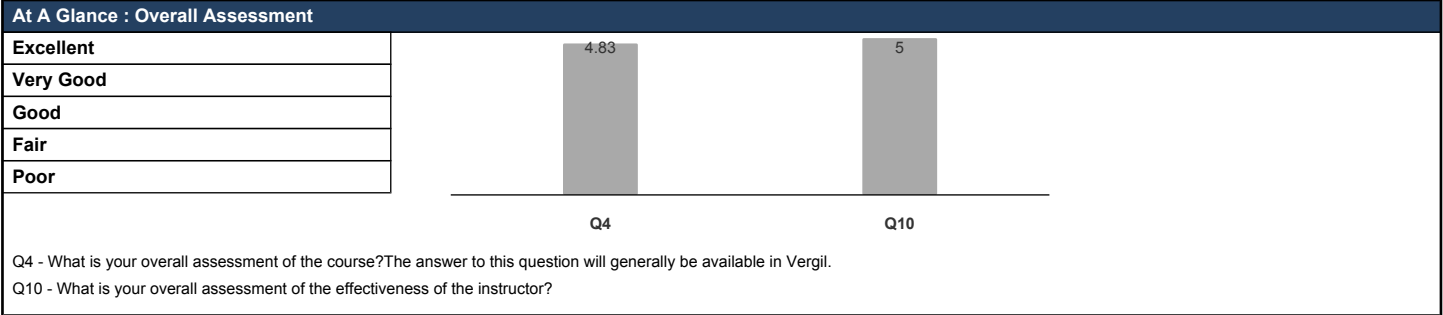 At A Glance : Overall Assessment
Excellent
Very Good
Good
Fair
Poor
4.83
5
Q4
Q10
Q4 - What is your overall assessment of the course?The answer to this question will generally be available in Vergil.
Q10 - What is your overall assessment of the effectiveness of the instructor?